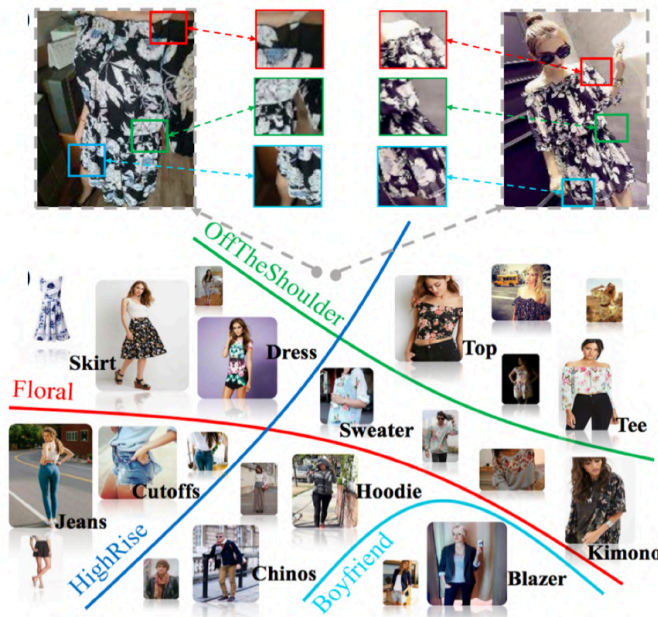 OffTheShoulder
Skirt
Dress
Top
Floral
Sweater
Tee
Jeans
Cutoffs
Hoodie
HighRise
Chinos
Boyfriend
Blazer
Kimono